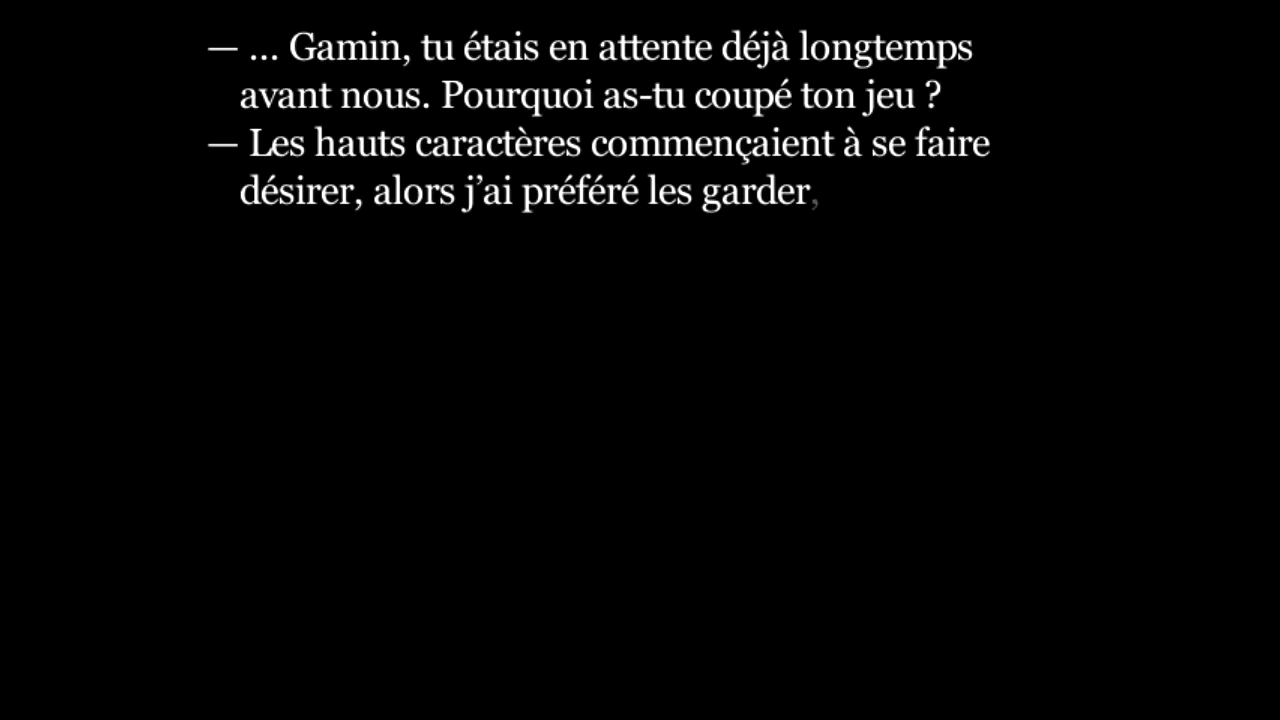 — … Gamin, tu étais en attente déjà longtemps
avant nous. Pourquoi as-tu coupé ton jeu ?
— Les hauts caractères commençaient à se faire
désirer, alors j’ai préféré les garder,